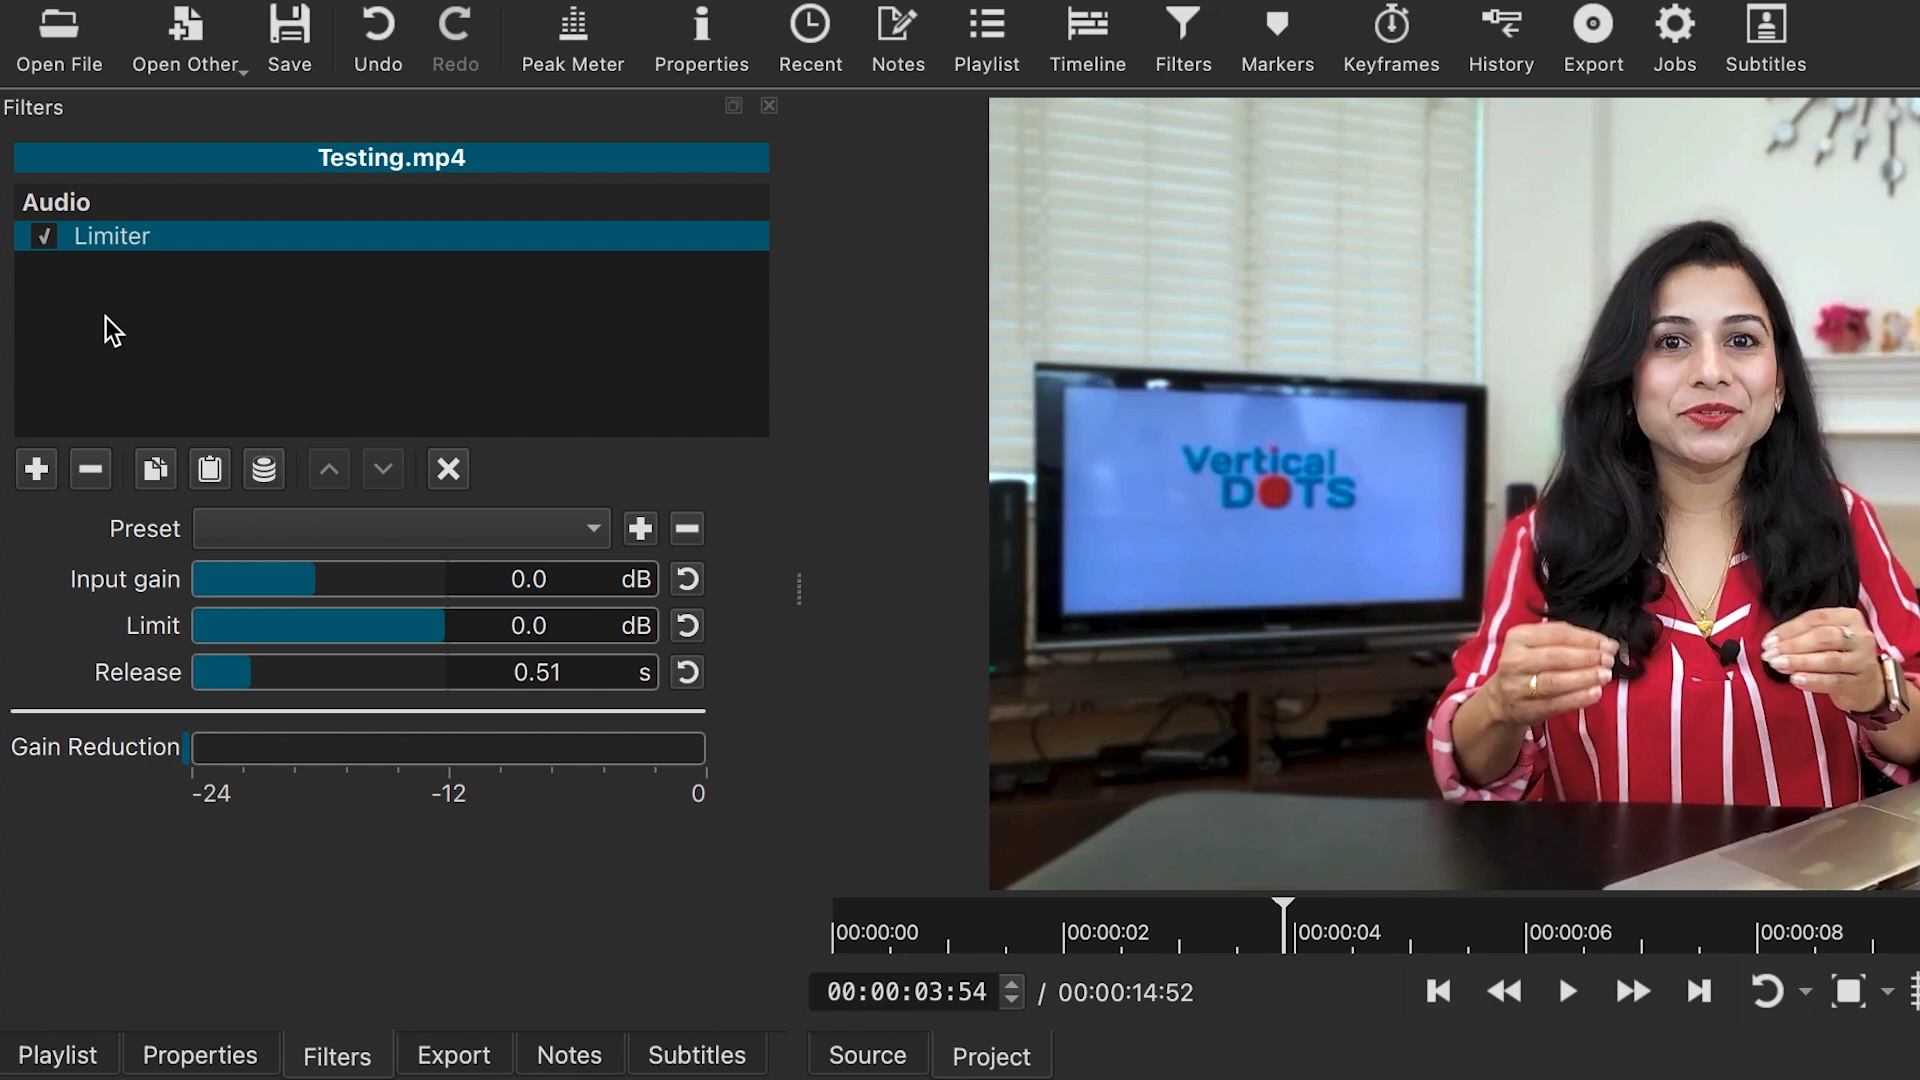 Open File Open Other Save Undo Redo Peak Meter Properties Recent Notes Playlist Timeline Filters Markers Keyframes History Export Jobs Subtitles
Filters
Testing.mp4
Audio
Limiter
Preset
Input gain 0.0 dB
Limit 0.0 dB
Release 0.51 s
Gain Reduction
-24 -12 0
Vertical
DOTS
00:00:00 00:00:02 00:00:04 00:00:06 00:00:08
00:00:03:54 / 00:00:14:52
Playlist Properties Filters Export Notes Subtitles Source Project